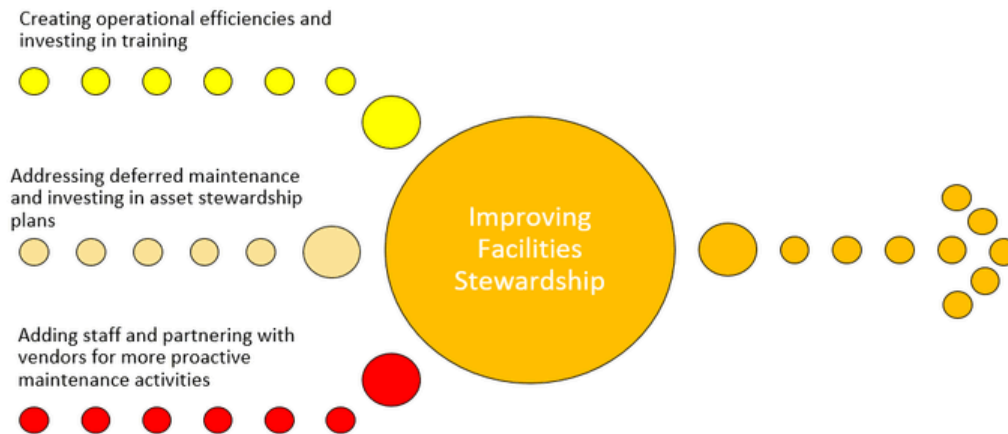 Creating operational efficiencies and
investing in training
Addressing deferred maintenance
and investing in asset stewardship
plans
Improving
Facilities
Stewardship
Adding staff and partnering with
vendors for more proactive
maintenance activities